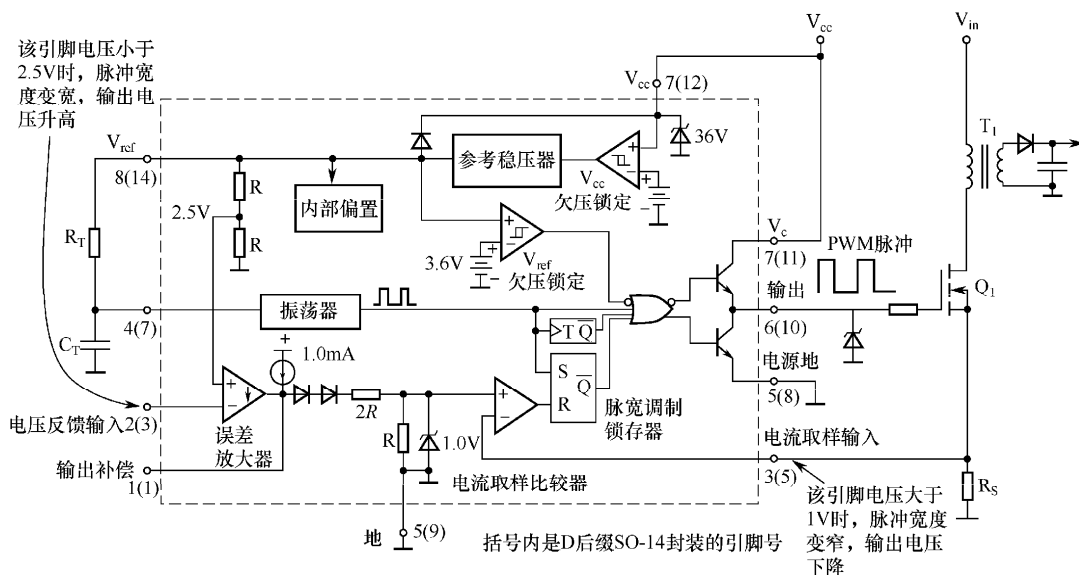 该引脚电压小于
2.5V时，脉冲宽
度变宽，输出电
压升高
Vcc
Vin
Vcc 7(12)
T1
36V
Vref
8(14)
参考稳压器
+
−
Vcc
欠压锁定
+
−
R
内部偏置
2.5V
R
RT
+
−
3.6V
+
−
Vref
欠压锁定
Vc
7(11)
PWM脉冲
Q1
输出
6(10)
4(7)
振荡器
T Q
CT
+
1.0mA
电源地
5(8)
S
Q
R
+
−
2R
+
−
脉宽调制
锁存器
电压反馈输入2(3)
误差
放大器
R
1.0V
电流取样输入
3(5)
输出补偿
1(1)
电流取样比较器
RS
该引脚电压大于
1V时，脉冲宽度
变窄，输出电压
下降
地
5(9)
括号内是D后缀SO-14封装的引脚号